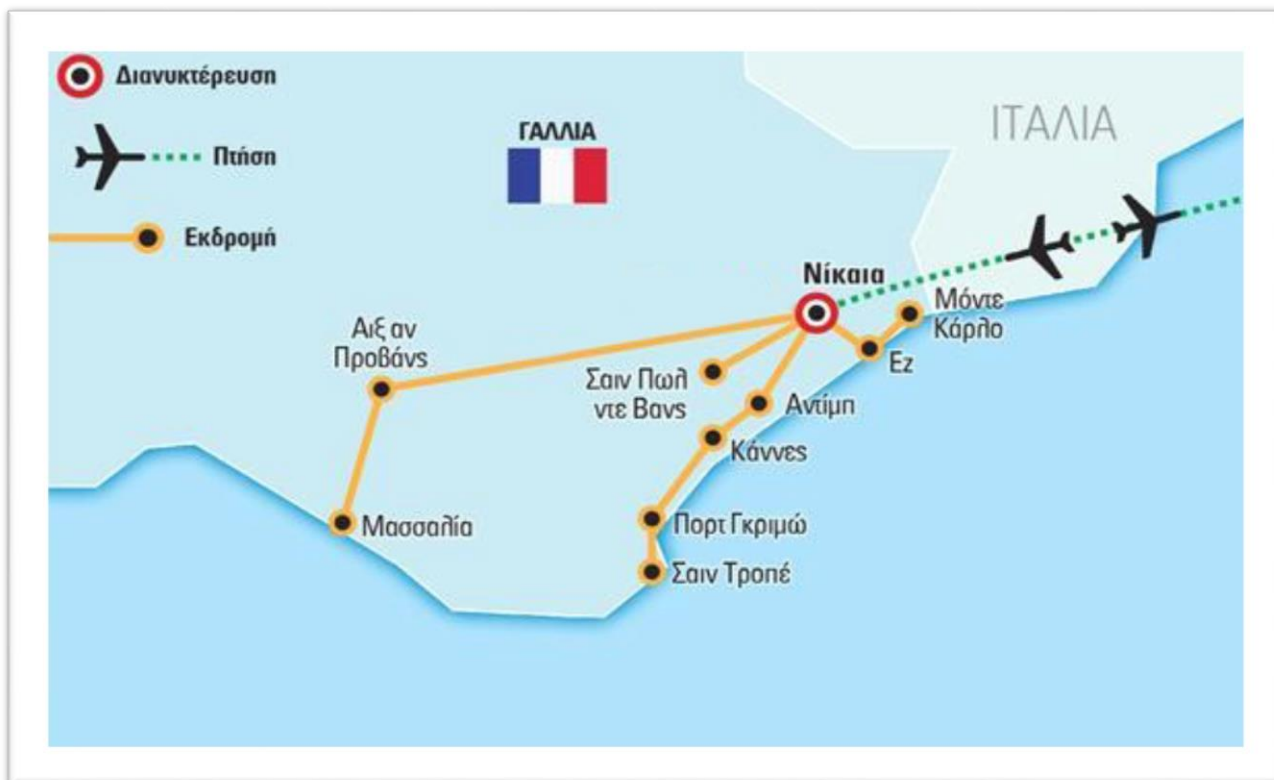 Διανυκτέρευση
Πτήση
Εκδρομή
ΓΑΛΛΙΑ
ΙΤΑΛΙΑ
Νίκαια
Μόντε
Κάρλο
Εz
Αιξ αν
Προβάνς
Σαιν Πωλ
ντε Βανς
Αντίμπ
Κάννες
Μασσαλία
Πορτ Γκριμώ
Σαιν Τροπέ